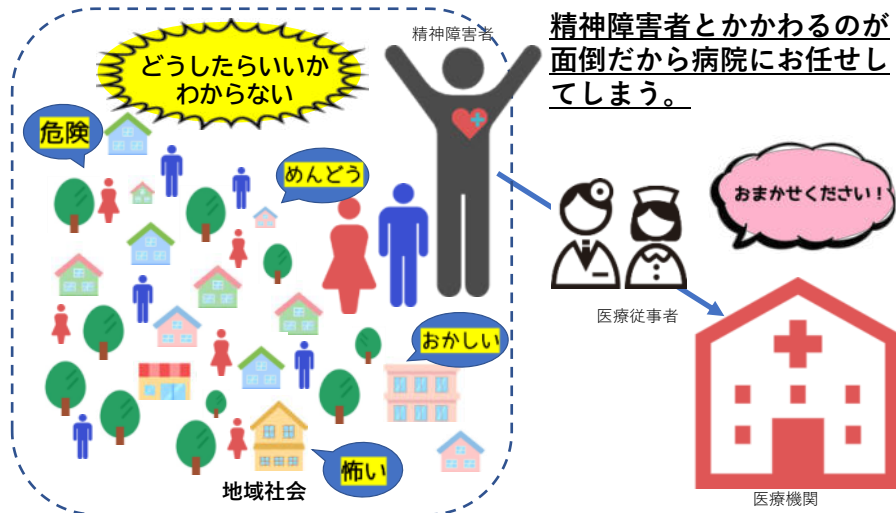 精神障害者とかかわるのが
面倒だから病院にお任せし
てしまう。
精神障害者
どうしたらいいか
わからない
危険
めんどう
おまかせください！
医療従事者
おかしい
怖い
地域社会
医療機関